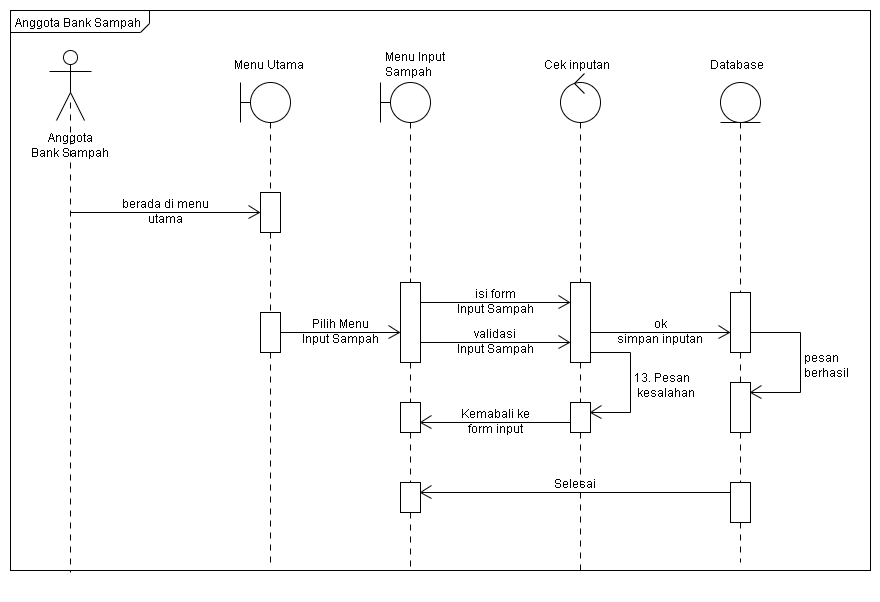 Anggota Bank Sampah
Anggota
Bank Sampah
Menu Utama
Menu Input
Sampah
Cek inputan
Database
berada di menu
utama
Pilih Menu
Input Sampah
isi form
Input Sampah
validasi
Input Sampah
ok
simpan inputan
pesan
berhasil
13. Pesan
kesalahan
Kemabali ke
form input
Selesai